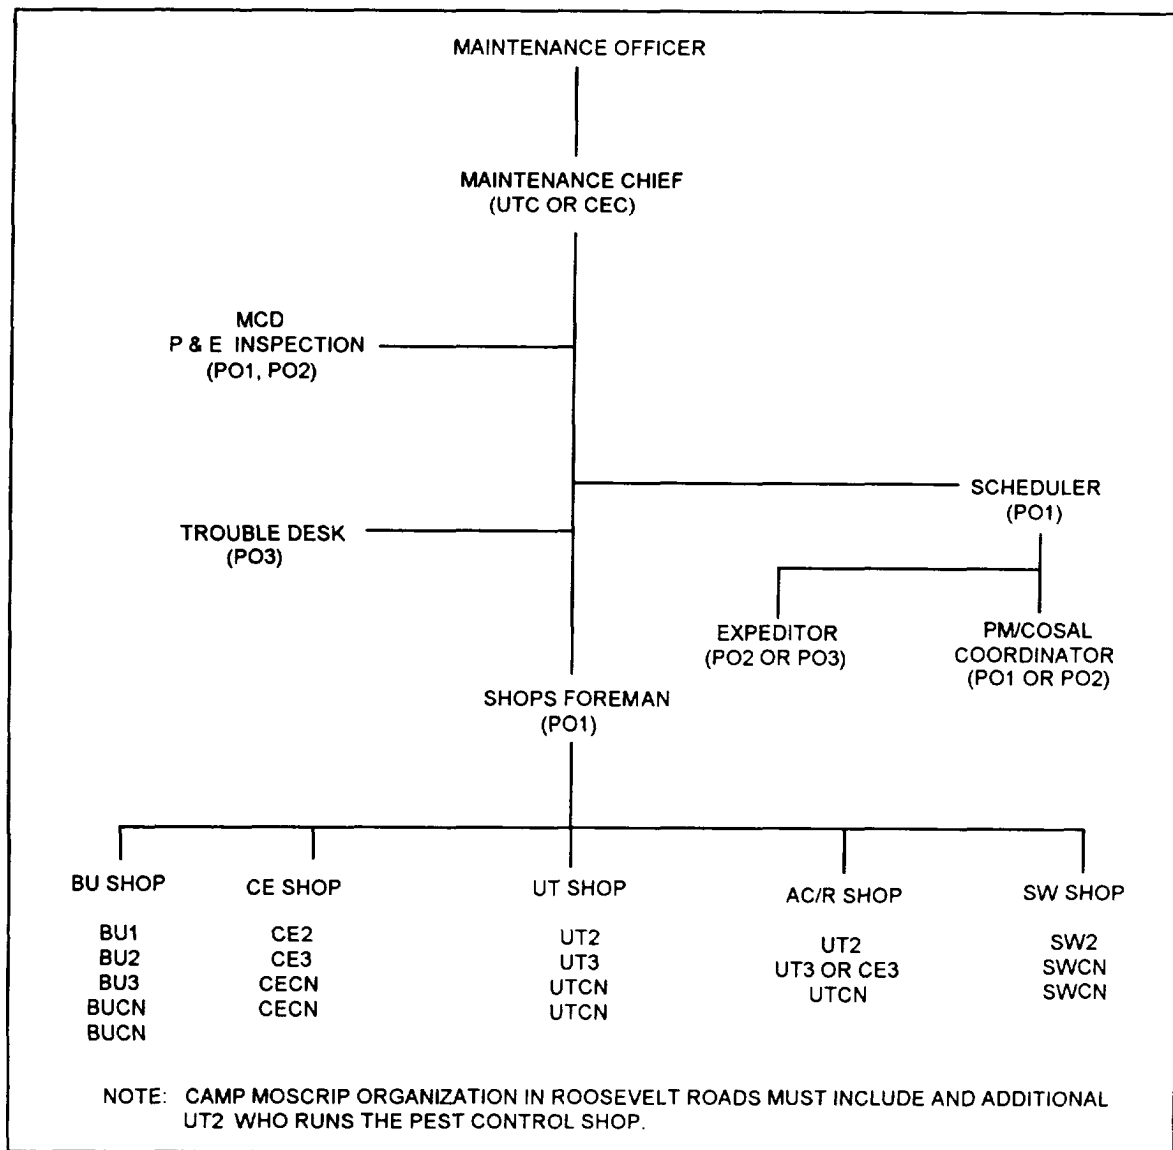 MAINTENANCE OFFICER
MAINTENANCE CHIEF
(UTC OR CEC)
MCD
P & E INSPECTION
(PO1, PO2)
SCHEDULER
(PO1)
TROUBLE DESK
(PO3)
EXPEDITOR
(PO2 OR PO3)
PM/COSAL
COORDINATOR
(PO1 OR PO2)
SHOPS FOREMAN
(PO1)
BU SHOP
BU1
BU2
BU3
BUCN
BUCN
CE SHOP
CE2
CE3
CECN
CECN
UT SHOP
UT2
UT3
UTCN
UTCN
AC/R SHOP
UT2
UT3 OR CE3
UTCN
SW SHOP
SW2
SWCN
SWCN
NOTE: CAMP MOSCRIP ORGANIZATION IN ROOSEVELT ROADS MUST INCLUDE AND ADDITIONAL
UT2 WHO RUNS THE PEST CONTROL SHOP.